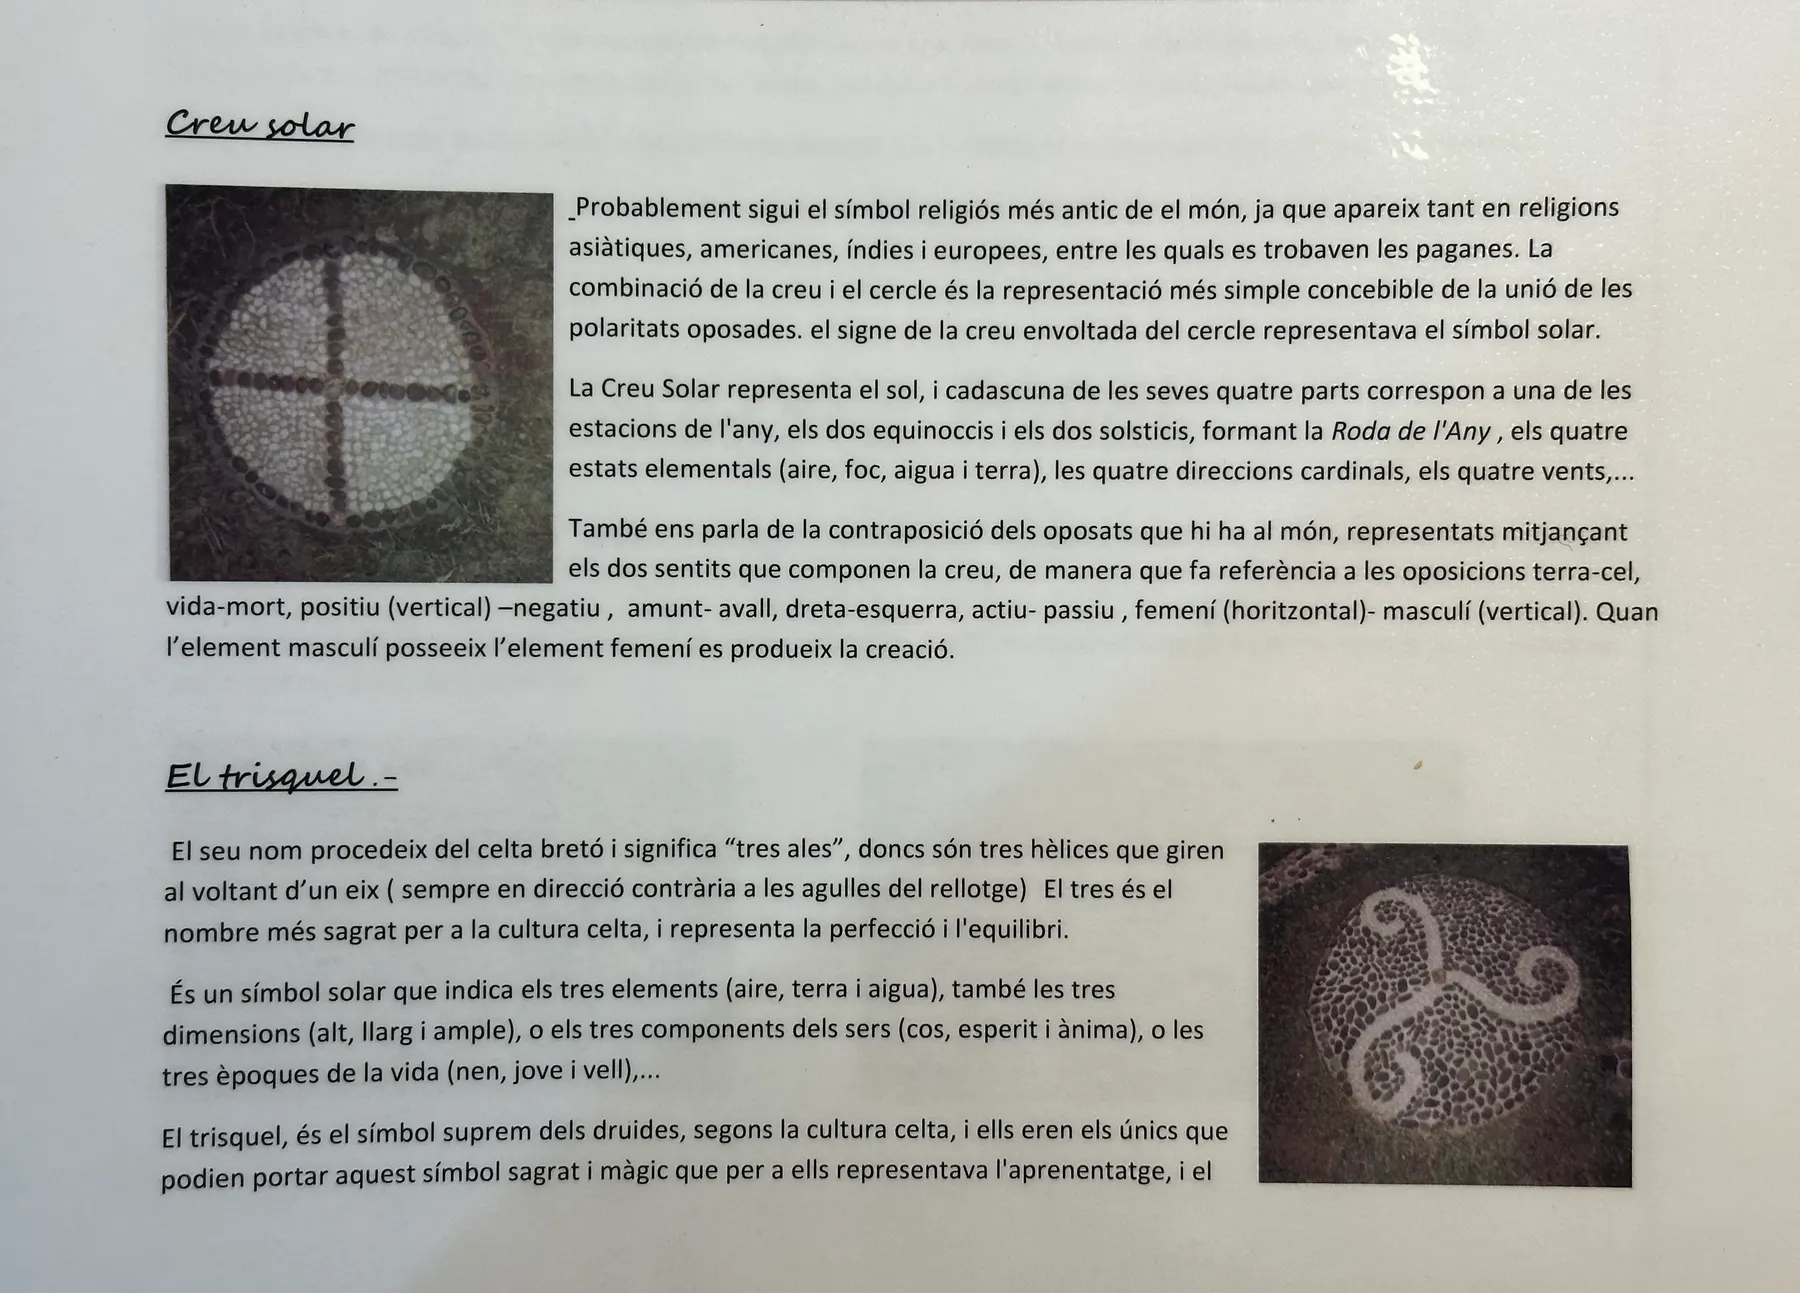 Creu solar
_Probablement sigui el símbol religiós més antic de el món, ja que apareix tant en religions
asiàtiques, americanes, índies i europees, entre les quals es trobaven les paganes. La
combinació de la creu i el cercle és la representació més simple concebible de la unió de les
polaritats oposades. el signe de la creu envoltada del cercle representava el símbol solar.
La Creu Solar representa el sol, i cadascuna de les seves quatre parts correspon a una de les
estacions de l'any, els dos equinoccis i els dos solsticis, formant la Roda de l'Any , els quatre
estats elementals (aire, foc, aigua i terra), les quatre direccions cardinals, els quatre vents,...
També ens parla de la contraposició dels oposats que hi ha al món, representats mitjançant
els dos sentits que componen la creu, de manera que fa referència a les oposicions terra-cel,
vida-mort, positiu (vertical) –negatiu ,  amunt- avall, dreta-esquerra, actiu- passiu , femení (horitzontal)- masculí (vertical). Quan
l’element masculí posseeix l’element femení es produeix la creació.
El trisquel .-
El seu nom procedeix del celta bretó i significa “tres ales”, doncs són tres hèlices que giren
al voltant d’un eix ( sempre en direcció contrària a les agulles del rellotge)  El tres és el
nombre més sagrat per a la cultura celta, i representa la perfecció i l'equilibri.
És un símbol solar que indica els tres elements (aire, terra i aigua), també les tres
dimensions (alt, llarg i ample), o els tres components dels sers (cos, esperit i ànima), o les
tres èpoques de la vida (nen, jove i vell),...
El trisquel, és el símbol suprem dels druides, segons la cultura celta, i ells eren els únics que
podien portar aquest símbol sagrat i màgic que per a ells representava l'aprenentatge, i el